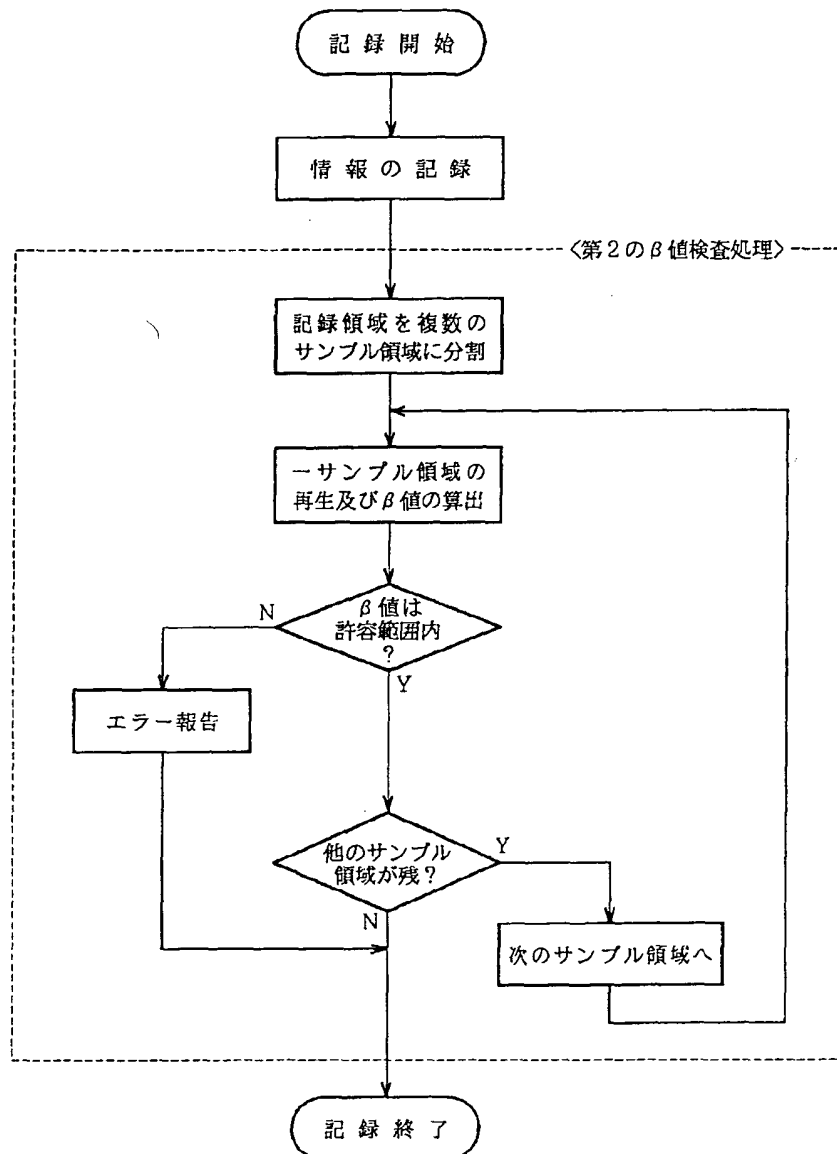 記録開始
情報の記録
〈第2のβ値検査処理〉
記録領域を複数の
サンプル領域に分割
一サンプル領域の
再生及びβ値の算出
β値は
許容範囲内
?
N
Y
エラー報告
他のサンプル
領域が残?
Y
N
次のサンプル領域へ
記録終了